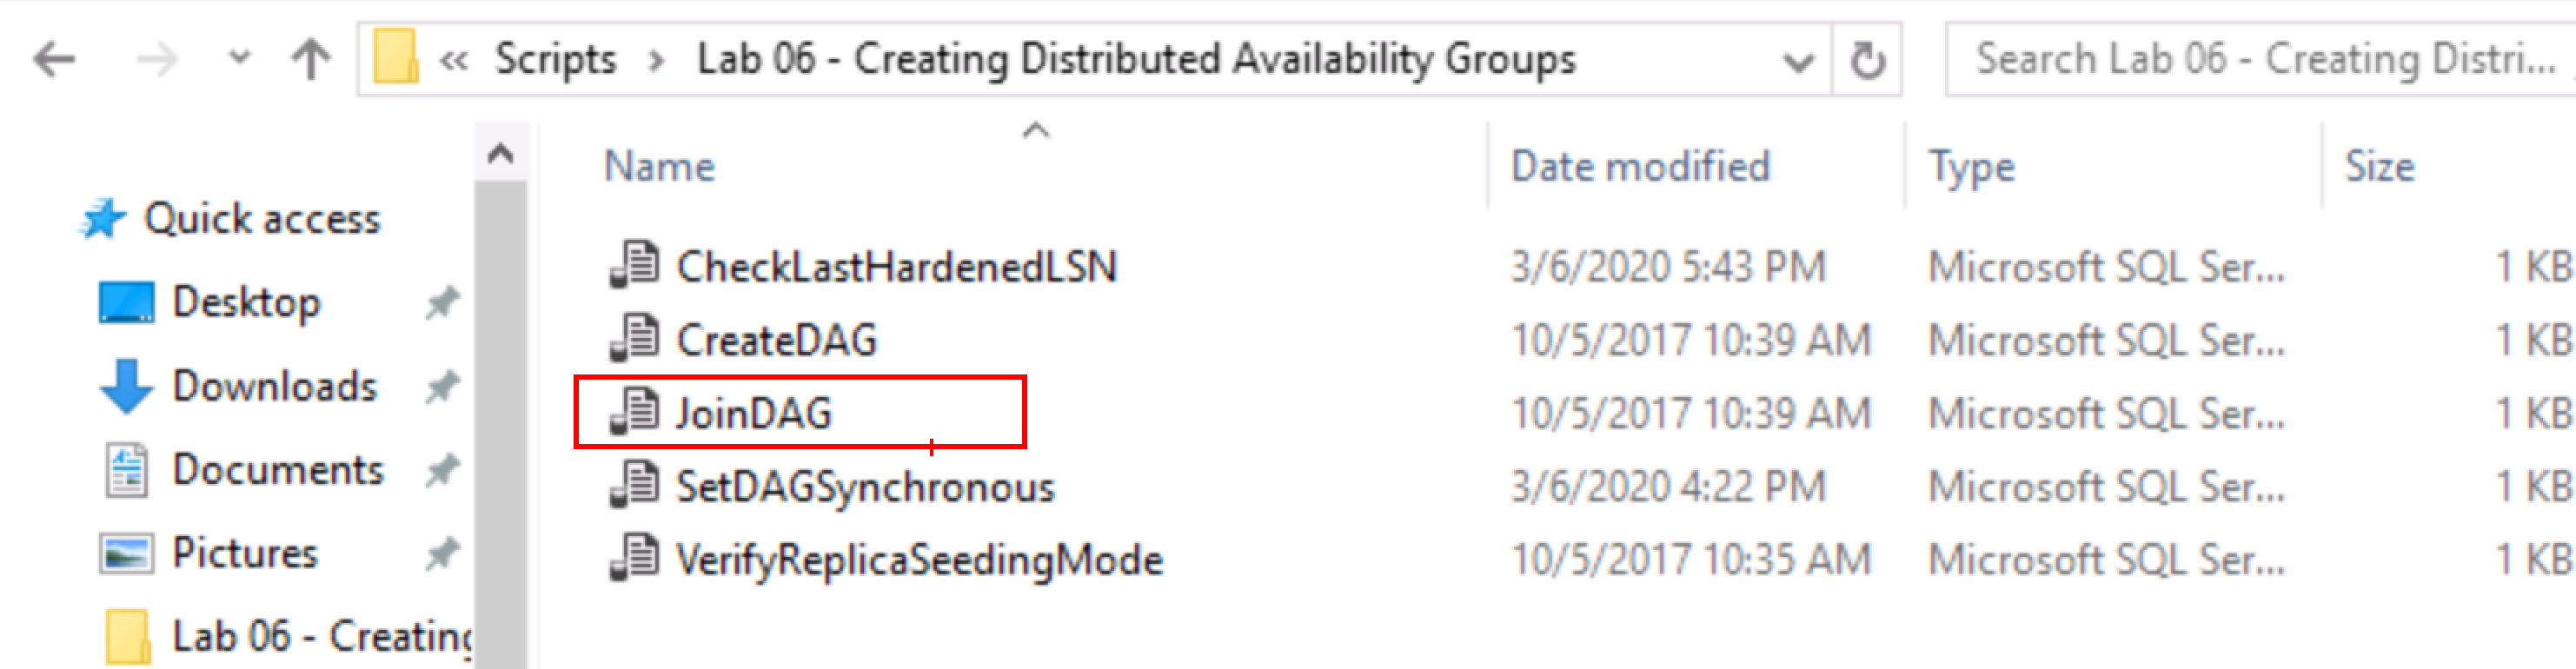 « Scripts › Lab 06 - Creating Distributed Availability Groups
Search Lab 06 - Creating Distri...
Quick access
Desktop
Downloads
Documents
Pictures
Lab 06 - Creating
Name Date modified Type Size
CheckLastHardenedLSN 3/6/2020 5:43 PM Microsoft SQL Ser... 1 KB
CreateDAG 10/5/2017 10:39 AM Microsoft SQL Ser... 1 KB
JoinDAG 10/5/2017 10:39 AM Microsoft SQL Ser... 1 KB
SetDAGSynchronous 3/6/2020 4:22 PM Microsoft SQL Ser... 1 KB
VerifyReplicaSeedingMode 10/5/2017 10:35 AM Microsoft SQL Ser... 1 KB